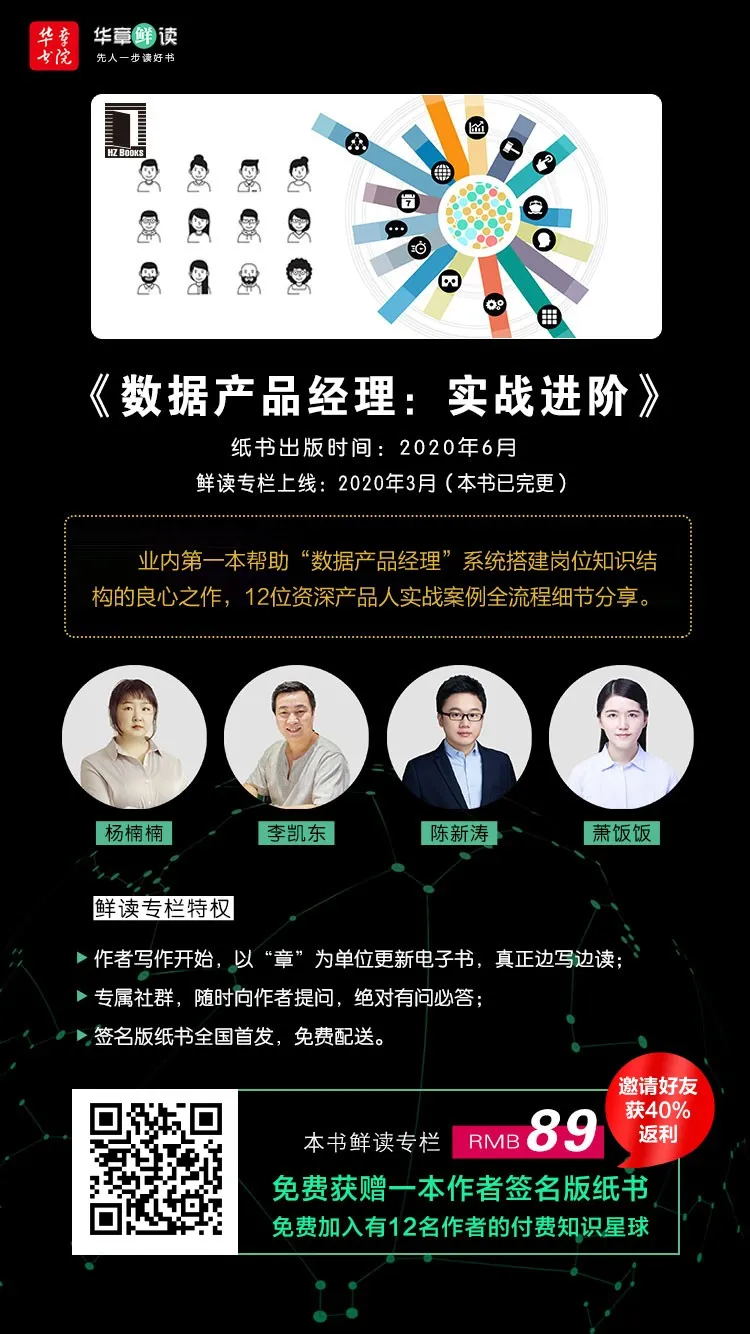 华章书院
华章鲜读
先人一步读好书
HZ BOOKS
7
《数据产品经理：实战进阶》
纸书出版时间：2020年6月
鲜读专栏上线：2020年3月（本书已完更）
业内第一本帮助“数据产品经理”系统搭建岗位知识结
构的良心之作，12位资深产品人实战案例全流程细节分享。
杨楠楠
李凯东
陈新涛
萧饭饭
鲜读专栏特权
作者写作开始，以“章”为单位更新电子书，真正边写边读；
专属社群，随时向作者提问，绝对有问必答；
签名版纸书全国首发，免费配送。
邀请好友
获40%
返利
本书鲜读专栏 RMB 89
免费获赠一本作者签名版纸书
免费加入有12名作者的付费知识星球